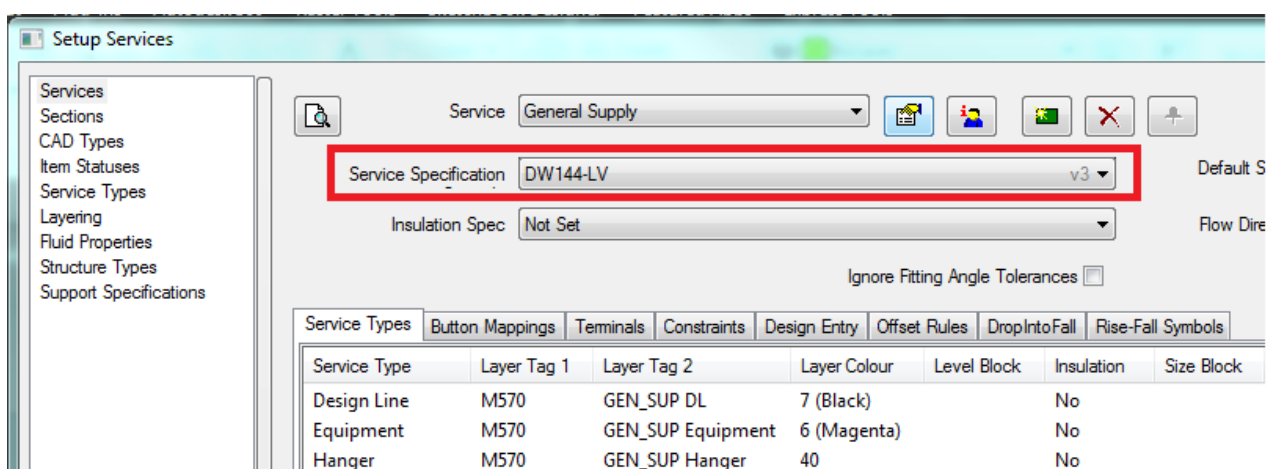 Setup Services
Services
Sections
CAD Types
Item Statuses
Service Types
Layering
Fluid Properties
Structure Types
Support Specifications
Service General Supply
Service Specification DW144-LV v3 Default S
Insulation Spec Not Set Flow Dire
Ignore Fitting Angle Tolerances
Service Types Button Mappings Terminals Constraints Design Entry Offset Rules DropIntoFall Rise-Fall Symbols
Service Type Layer Tag 1 Layer Tag 2 Layer Colour Level Block Insulation Size Block
Design Line M570 GEN_SUP DL 7 (Black) No
Equipment M570 GEN_SUP Equipment 6 (Magenta) No
Hanger M570 GEN_SUP Hanger 40 No